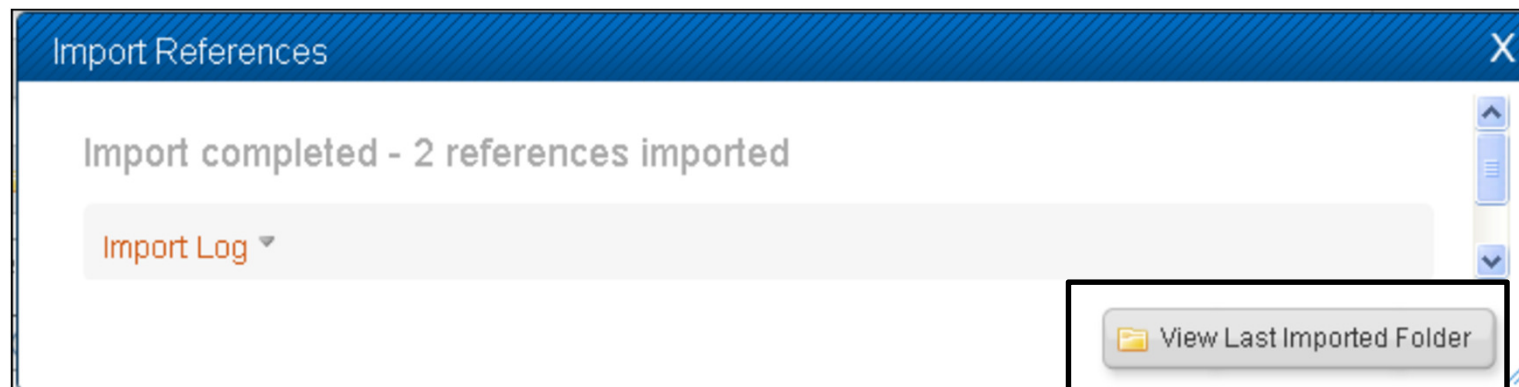 Import References
X
Import completed - 2 references imported
Import Log
View Last Imported Folder